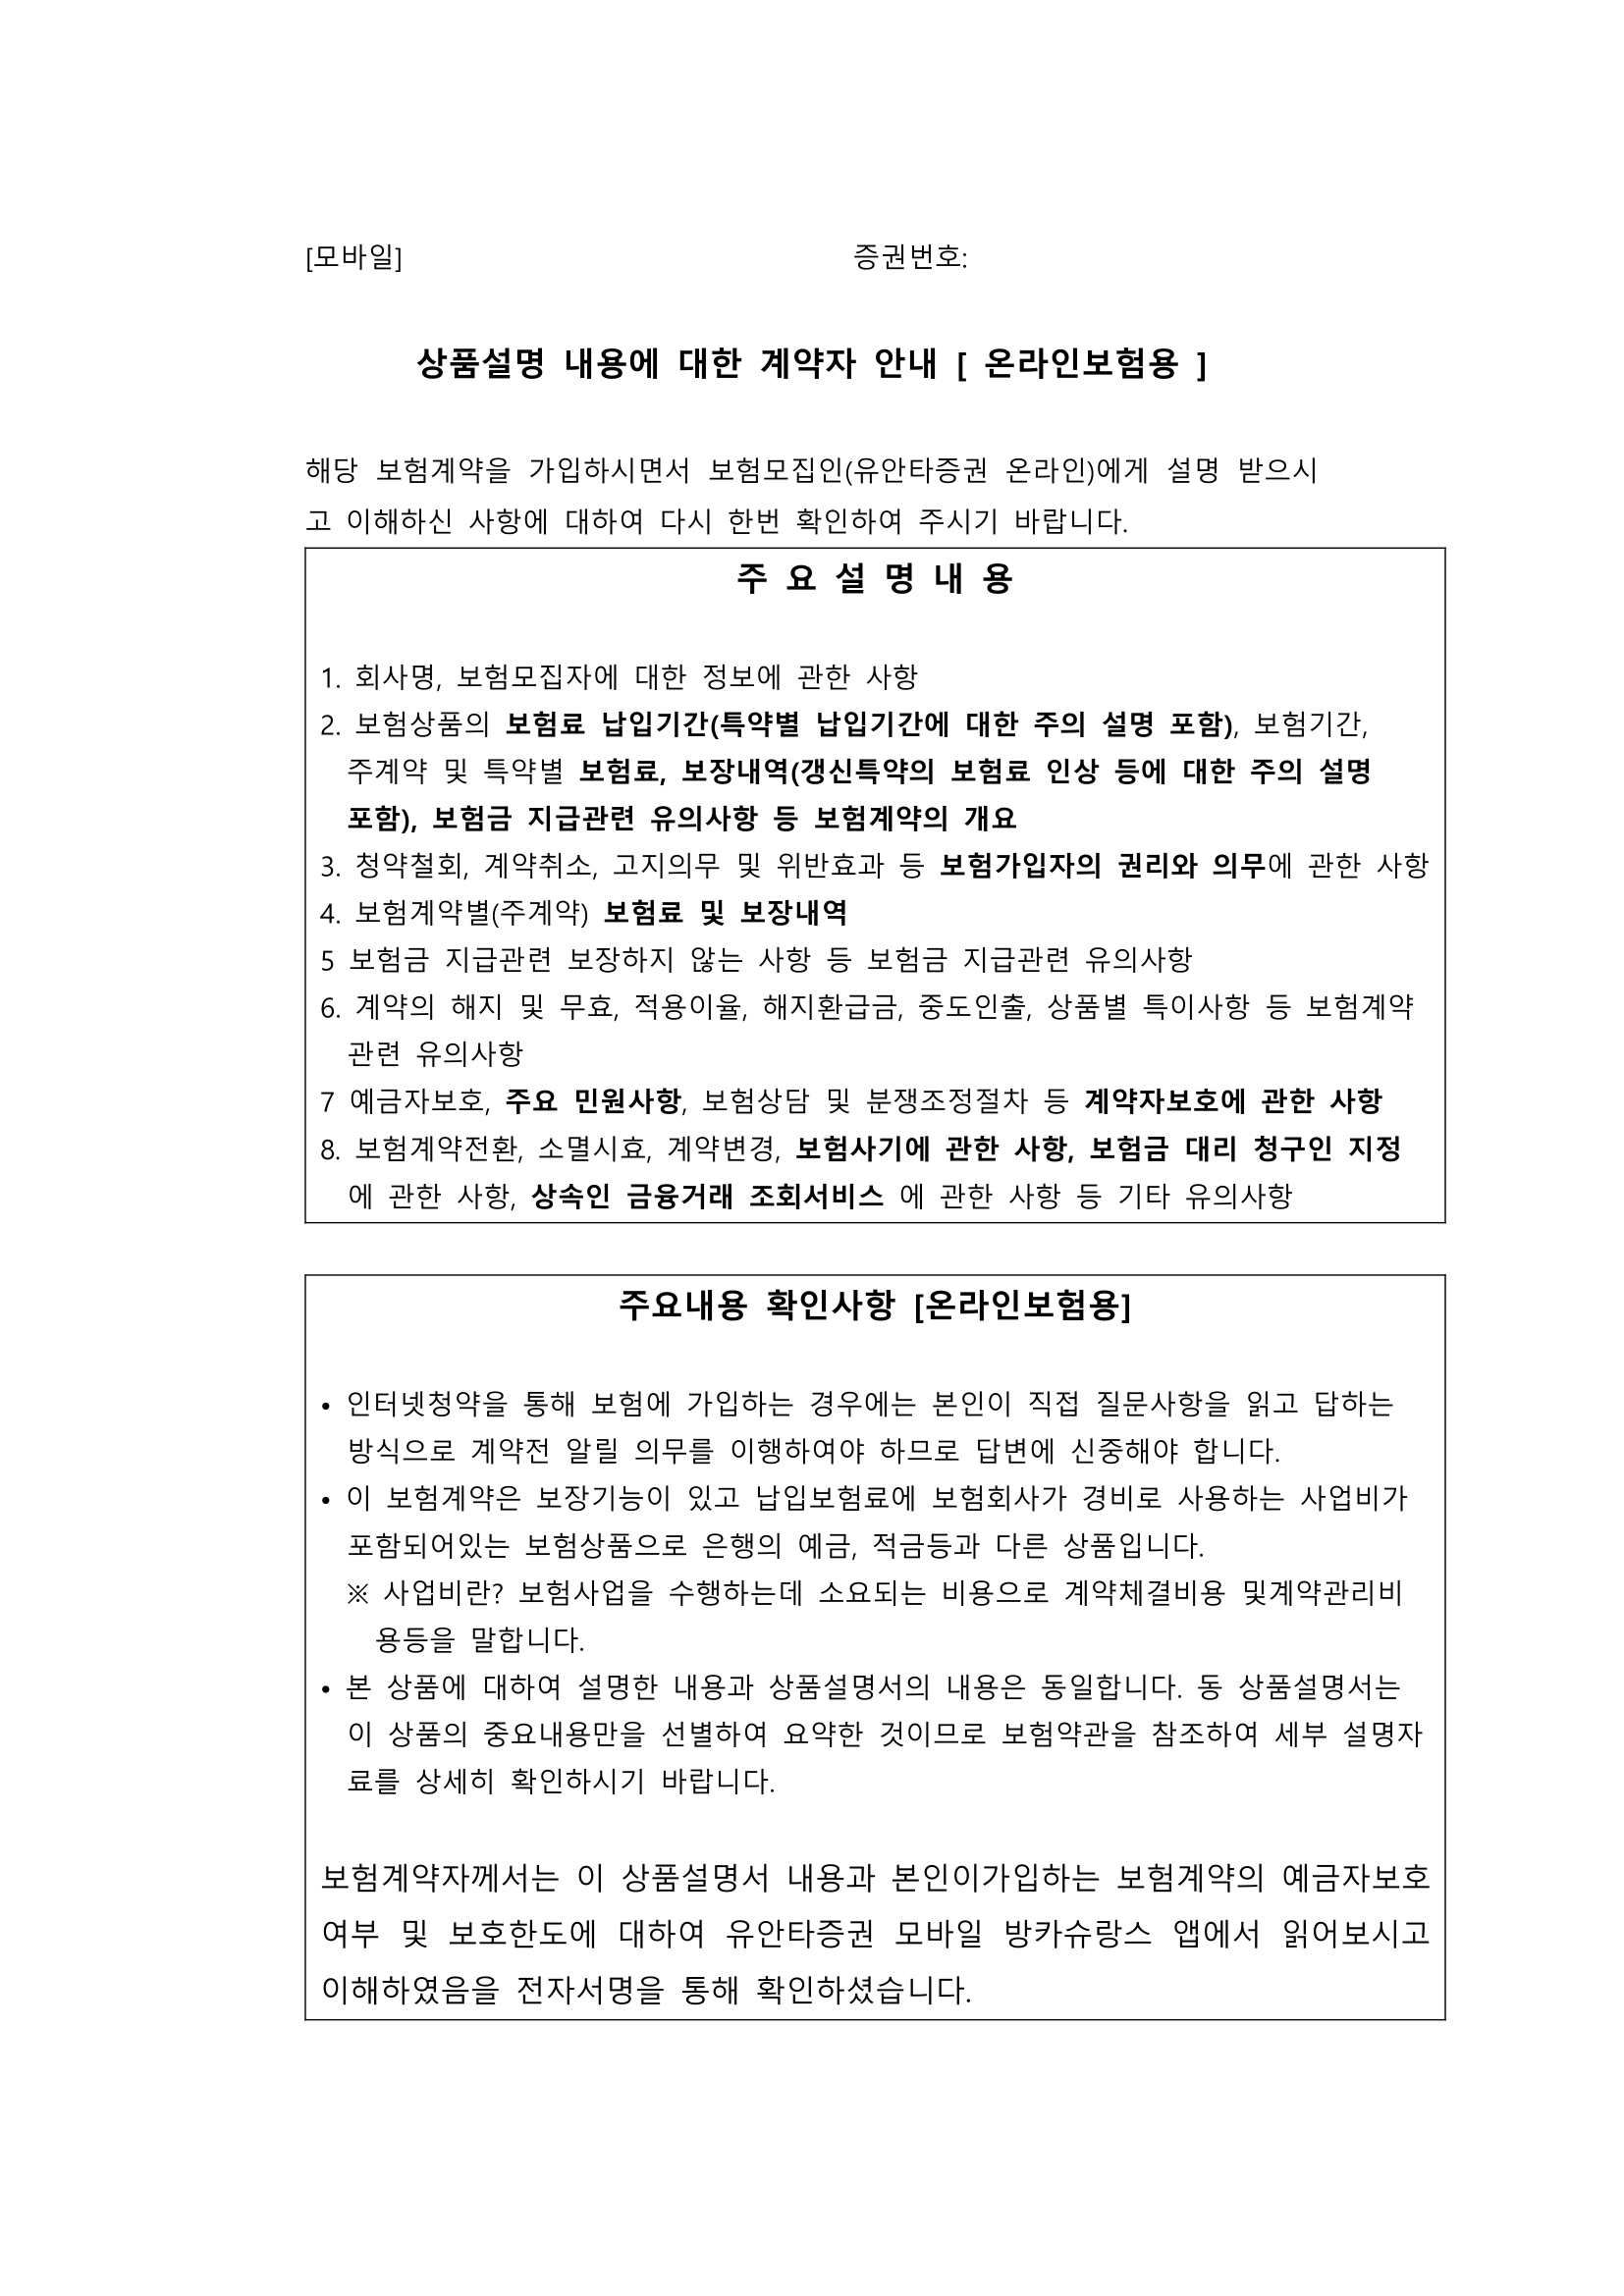 [모바일] 증권번호:
상품설명 내용에 대한 계약자 안내 [ 온라인보험용 ]
해당 보험계약을 가입하시면서 보험모집인(유안타증권 온라인)에게 설명 받으시
고 이해하신 사항에 대하여 다시 한번 확인하여 주시기 바랍니다.
주 요 설 명 내 용
1. 회사명, 보험모집자에 대한 정보에 관한 사항
2. 보험상품의 보험료 납입기간(특약별 납입기간에 대한 주의 설명 포함), 보험기간,
주계약 및 특약별 보험료, 보장내역(갱신특약의 보험료 인상 등에 대한 주의 설명
포함), 보험금 지급관련 유의사항 등 보험계약의 개요
3. 청약철회, 계약취소, 고지의무 및 위반효과 등 보험가입자의 권리와 의무에 관한 사항
4. 보험계약별(주계약) 보험료 및 보장내역
5 보험금 지급관련 보장하지 않는 사항 등 보험금 지급관련 유의사항
6. 계약의 해지 및 무효, 적용이율, 해지환급금, 중도인출, 상품별 특이사항 등 보험계약
관련 유의사항
7 예금자보호, 주요 민원사항, 보험상담 및 분쟁조정절차 등 계약자보호에 관한 사항
8. 보험계약전환, 소멸시효, 계약변경, 보험사기에 관한 사항, 보험금 대리 청구인 지정
에 관한 사항, 상속인 금융거래 조회서비스 에 관한 사항 등 기타 유의사항
주요내용 확인사항 [온라인보험용]
• 인터넷청약을 통해 보험에 가입하는 경우에는 본인이 직접 질문사항을 읽고 답하는
방식으로 계약전 알릴 의무를 이행하여야 하므로 답변에 신중해야 합니다.
• 이 보험계약은 보장기능이 있고 납입보험료에 보험회사가 경비로 사용하는 사업비가
포함되어있는 보험상품으로 은행의 예금, 적금등과 다른 상품입니다.
※ 사업비란? 보험사업을 수행하는데 소요되는 비용으로 계약체결비용 및계약관리비
용등을 말합니다.
• 본 상품에 대하여 설명한 내용과 상품설명서의 내용은 동일합니다. 동 상품설명서는
이 상품의 중요내용만을 선별하여 요약한 것이므로 보험약관을 참조하여 세부 설명자
료를 상세히 확인하시기 바랍니다.
보험계약자께서는 이 상품설명서 내용과 본인이가입하는 보험계약의 예금자보호
여부 및 보호한도에 대하여 유안타증권 모바일 방카슈랑스 앱에서 읽어보시고
이해하였음을 전자서명을 통해 확인하셨습니다.